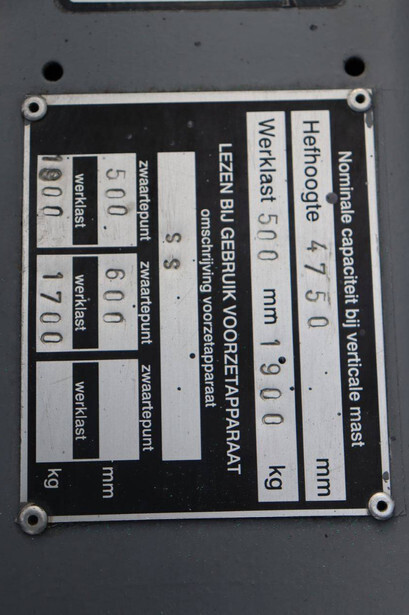 Nominale capaciteit bij verticale mast
Hefhoogte 4750 mm
Werklast 500 mm 1900 kg
LEZEN BIJ GEBRUIK VOORZETAPPARAAT
omschrijving voorzetapparaat
SS
zwaartepunt zwaartepunt zwaartepunt
500 600 mm
werklast werklast werklast
1700 kg